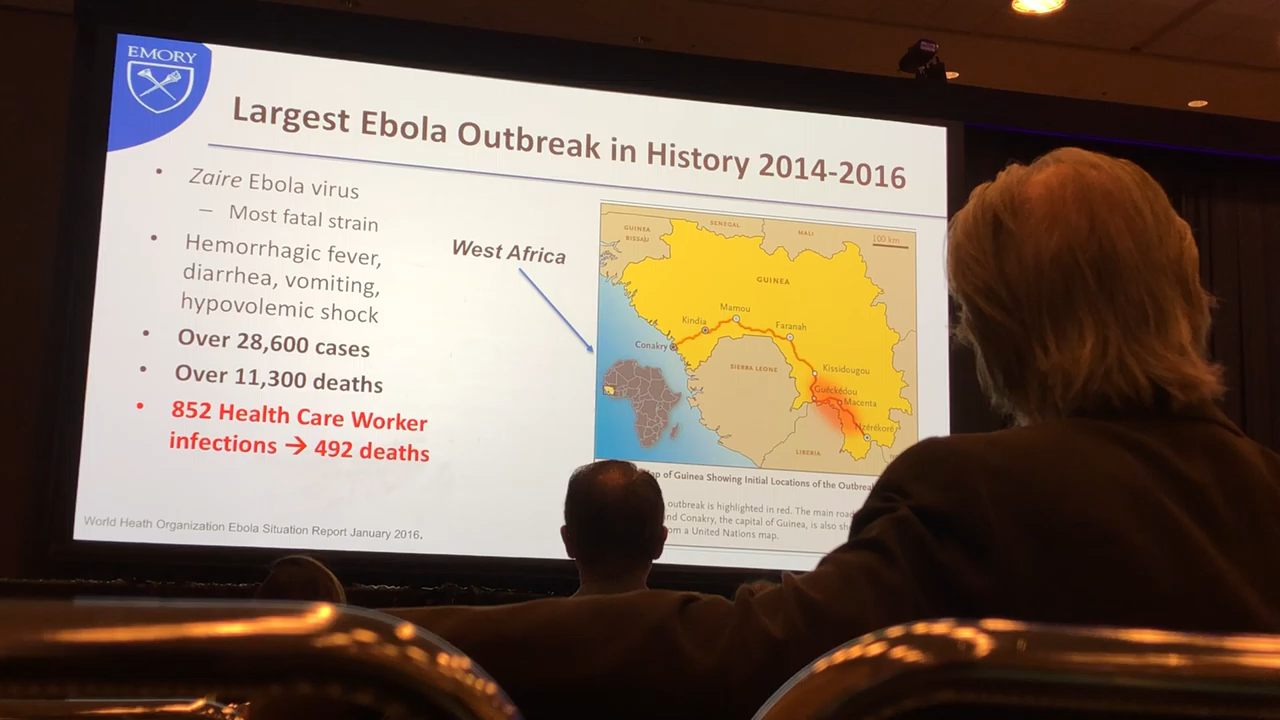 EMORY
Largest Ebola Outbreak in History 2014-2016
• Zaire Ebola virus
– Most fatal strain
• Hemorrhagic fever,
diarrhea, vomiting,
hypovolemic shock
• Over 28,600 cases
• Over 11,300 deaths
• 852 Health Care Worker
infections → 492 deaths
World Heath Organization Ebola Situation Report January 2016.
West Africa
GUINEA
BISSAU
SENEGAL
MALI
100 km
GUINEA
Mamou
Kindia
Faranah
Conakry
SIERRA LEONE
Kissidougou
Guéckédou
Macenta
Nzérékoré
LIBERIA
Map of Guinea Showing Initial Locations of the
outbreak is highlighted in red. The main road
and Conakry, the capital of Guinea, is also
from a United Nations map.